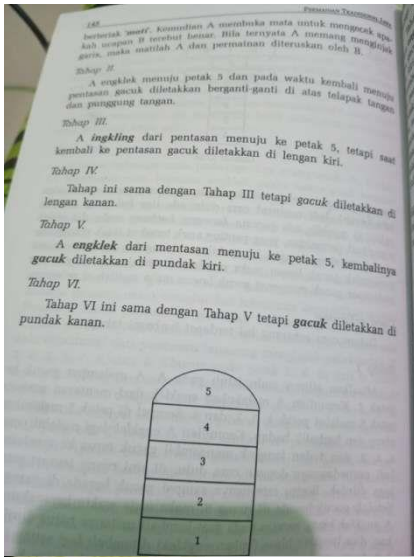 148
PERMAINAN TRADISIONAL
berteriak 'mati'. Kemudian A membuka mata untuk mengecek apa-
kah ucapan B tersebut benar. Bila ternyata A memang menginjek
garis, maka matilah A dan permainan diteruskan oleh B.
Tahap II.
A engklek menuju petak 5 dan pada waktu kembali menuju
pentasan gacuk diletakkan berganti-ganti di atas telapak tangan
dan punggung tangan.
Tahap III.
A ingkling dari pentasan menuju ke petak 5, tetapi saat
kembali ke pentasan gacuk diletakkan di lengan kiri.
Tahap IV.
Tahap ini sama dengan Tahap III tetapi gacuk diletakkan di
lengan kanan.
Tahap V.
A engklek dari mentasan menuju ke petak 5, kembalinya
gacuk diletakkan di pundak kiri.
Tahap VI.
Tahap VI ini sama dengan Tahap V tetapi gacuk diletakkan di
pundak kanan.
5
4
3
2
1